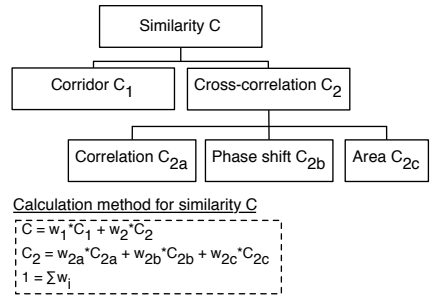 Similarity C
Corridor C₁
Cross-correlation C₂
Correlation C₂ₐ
Phase shift C₂b
Area C₂c
Calculation method for similarity C
C = w₁*C₁ + w₂*C₂
C₂ = w₂ₐ*C₂ₐ + w₂b*C₂b + w₂c*C₂c
1 = ∑wᵢ